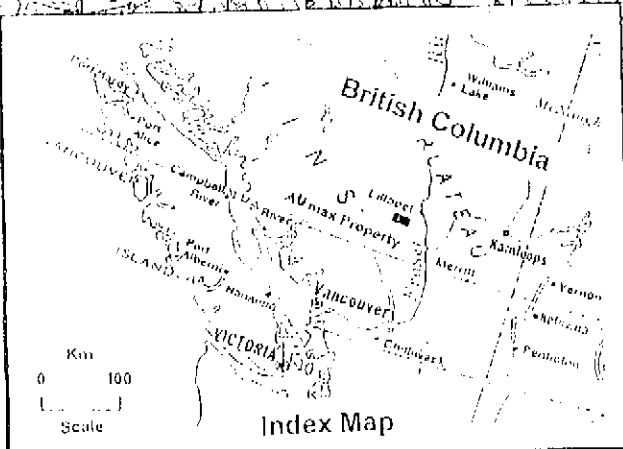 British Columbia
Williams
Lake
Port
Alice
Campbell
River
Lillooet
AUmax Property
Kamloops
Merritt
Port
Alberni
Nanaimo
Vancouver
Vernon
Kelowna
Penticton
ISLAND
VICTORIA
Km
0 100
Scale
Index Map